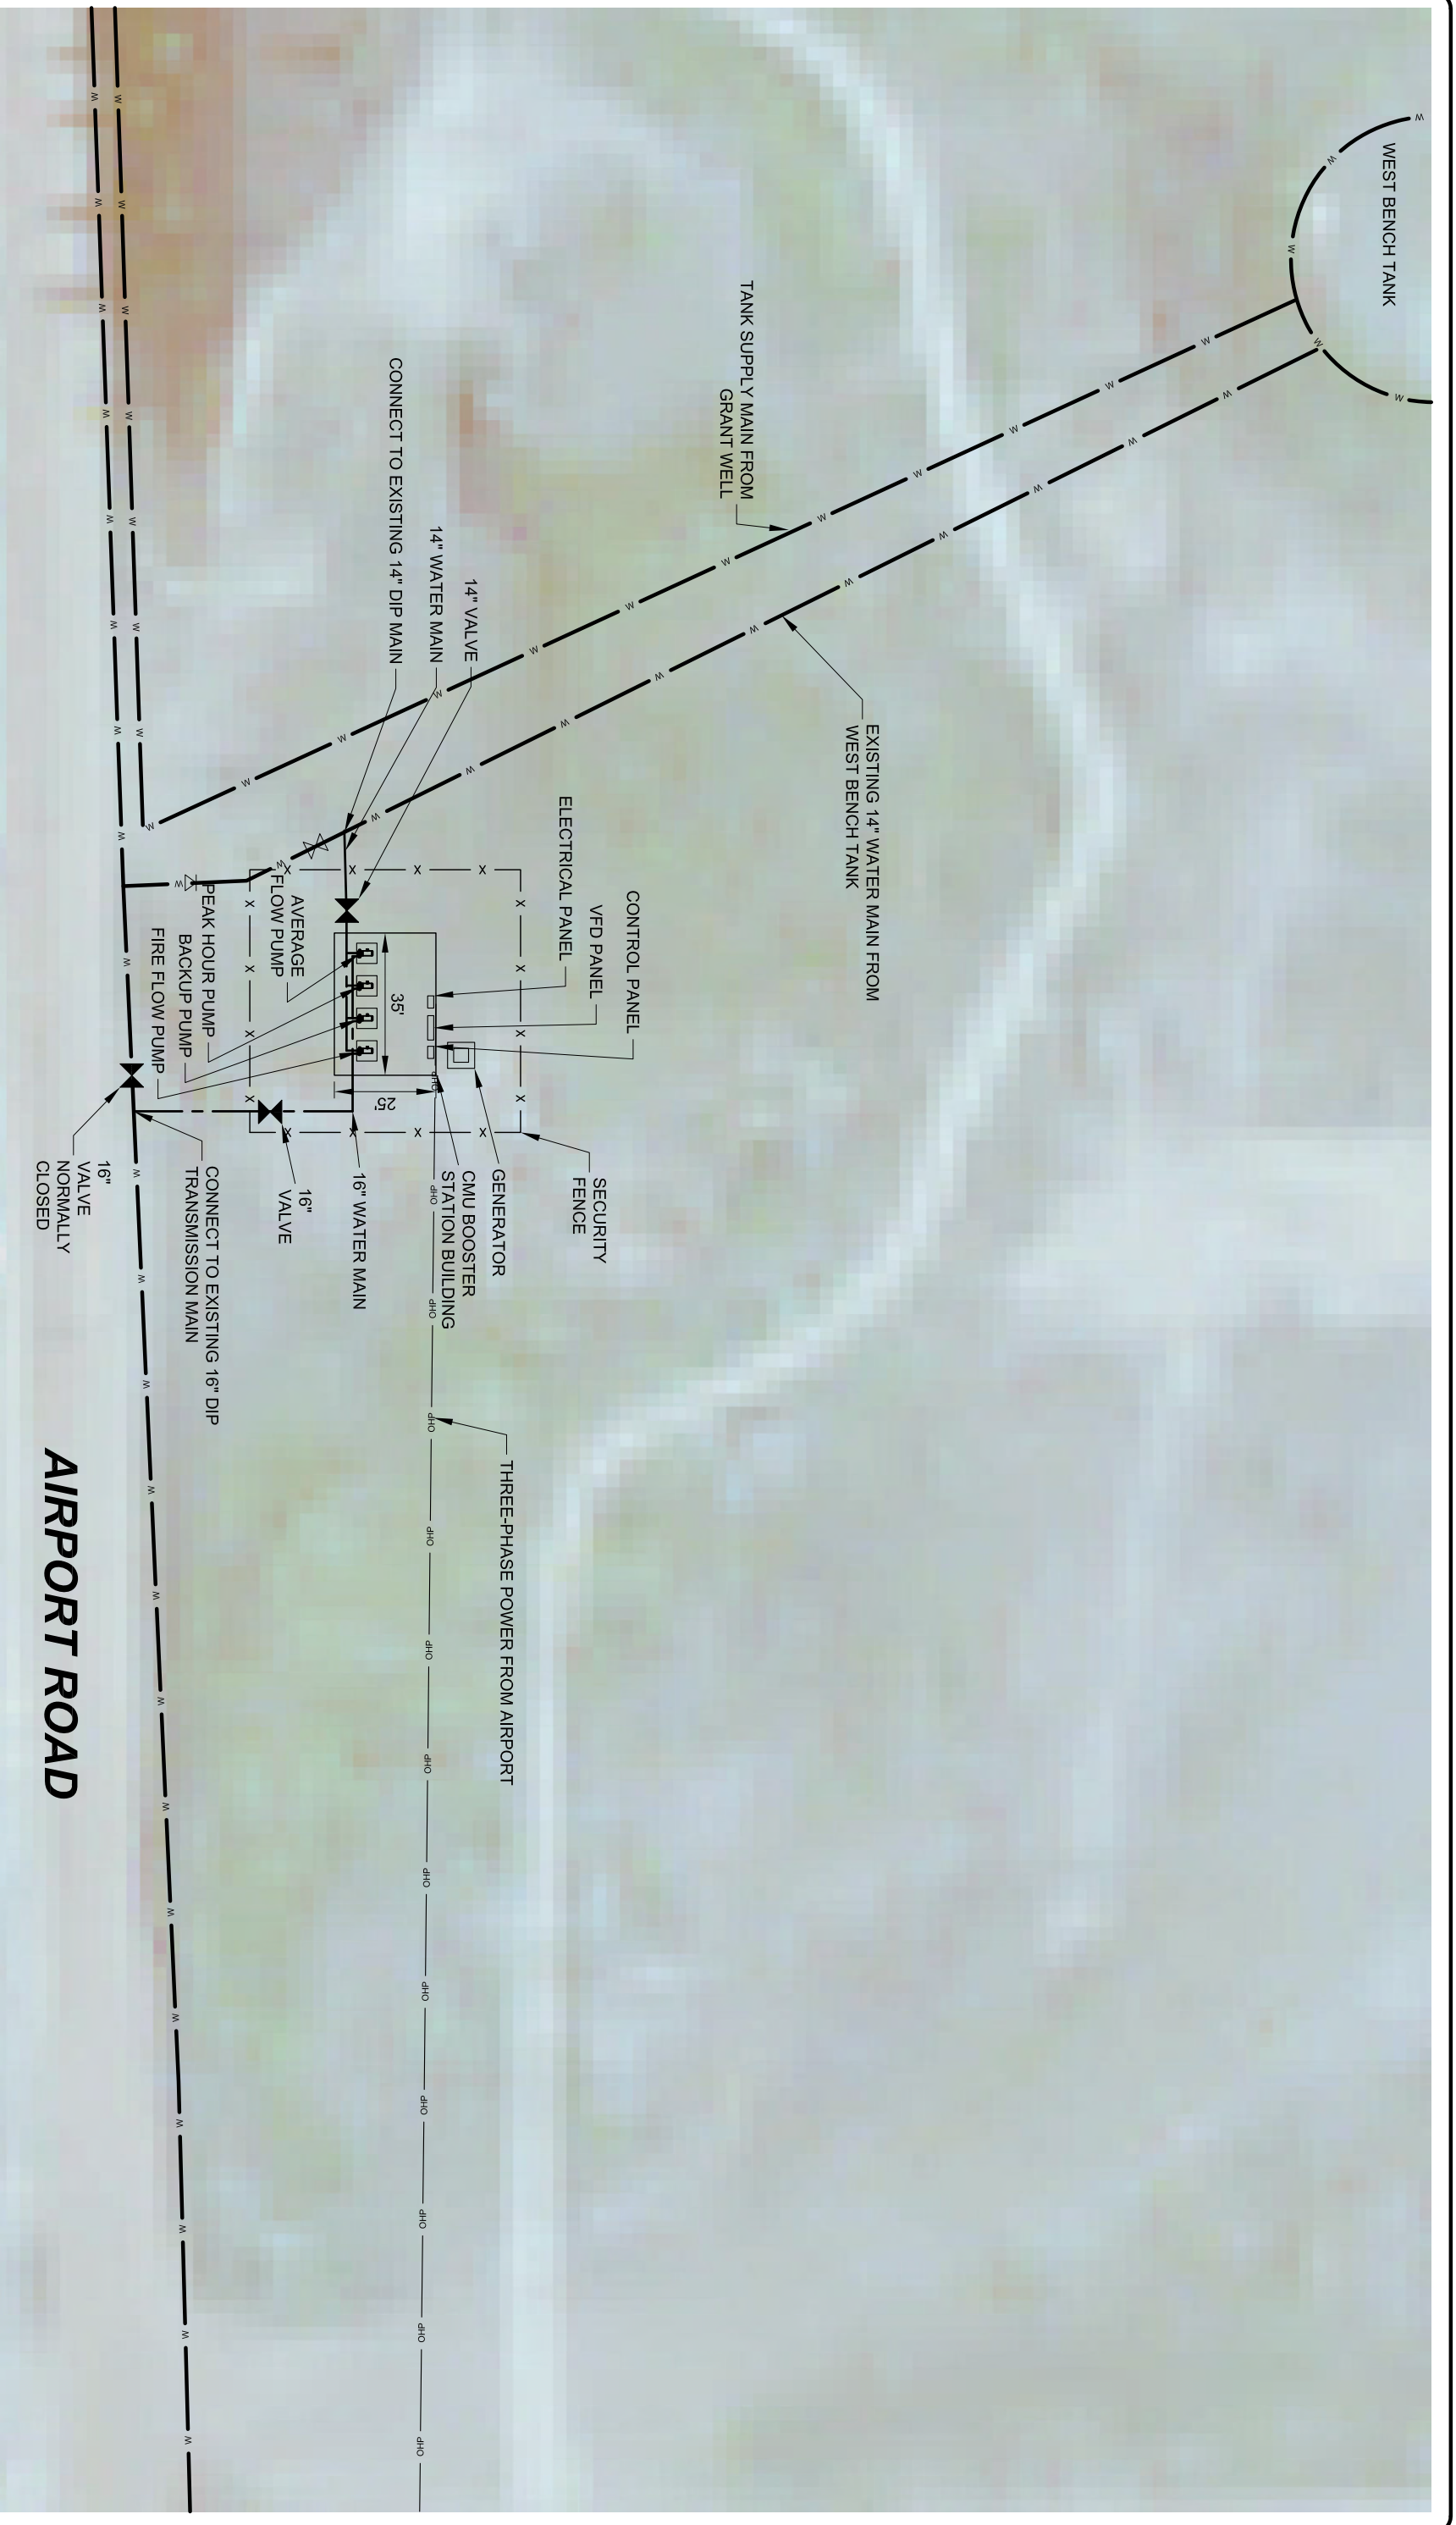 WEST BENCH TANK
EXISTING 14" WATER MAIN FROM
WEST BENCH TANK
TANK SUPPLY MAIN FROM
GRANT WELL
CONTROL PANEL
VFD PANEL
ELECTRICAL PANEL
SECURITY
FENCE
GENERATOR
CMU BOOSTER
STATION BUILDING
THREE-PHASE POWER FROM AIRPORT
OHP
14" VALVE
14" WATER MAIN
CONNECT TO EXISTING 14" DIP MAIN
35'
25'
16" WATER MAIN
16"
VALVE
AVERAGE
FLOW PUMP
PEAK HOUR PUMP
BACKUP PUMP
FIRE FLOW PUMP
CONNECT TO EXISTING 16" DIP
TRANSMISSION MAIN
16"
VALVE
NORMALLY
CLOSED
W
X
AIRPORT ROAD